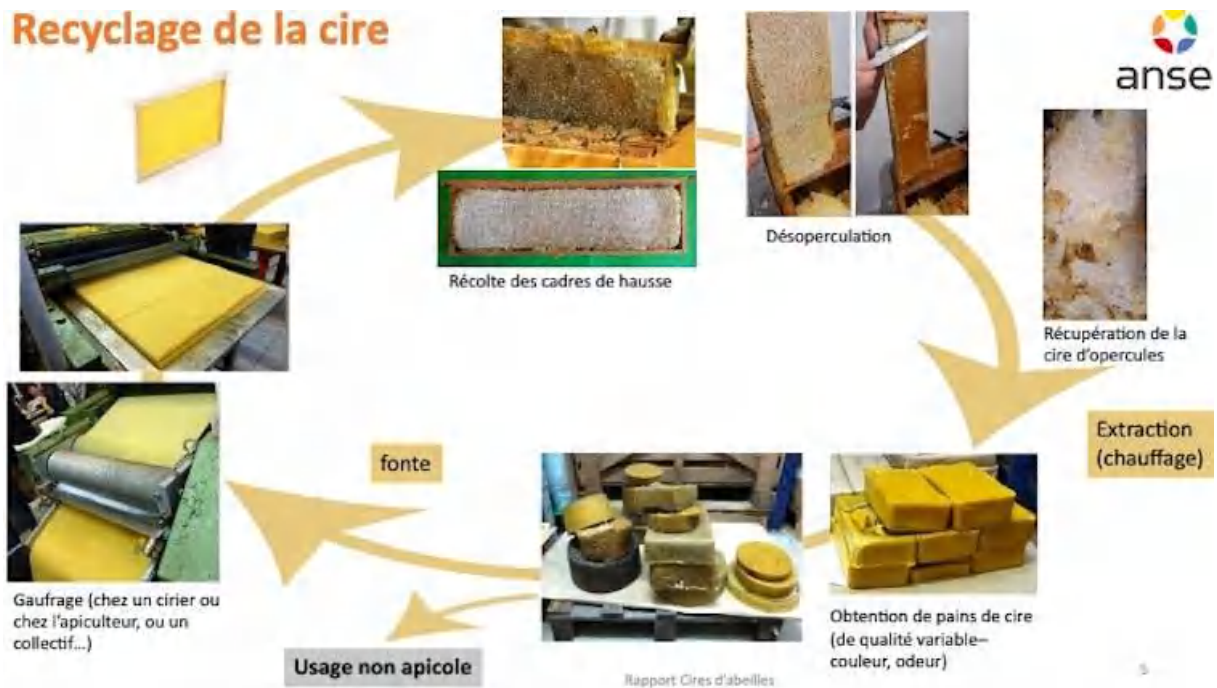 Recyclage de la cire
anse
Récolte des cadres de hausse
Désoperculation
Récupération de la
cire d'opercules
Extraction
(chauffage)
Obtention de pains de cire
(de qualité variable–
couleur, odeur)
fonte
Usage non apicole
Gaufrage (chez un cirier ou
chez l'apiculteur, ou un
collectif...)
Rapport Cires d'abeilles
5